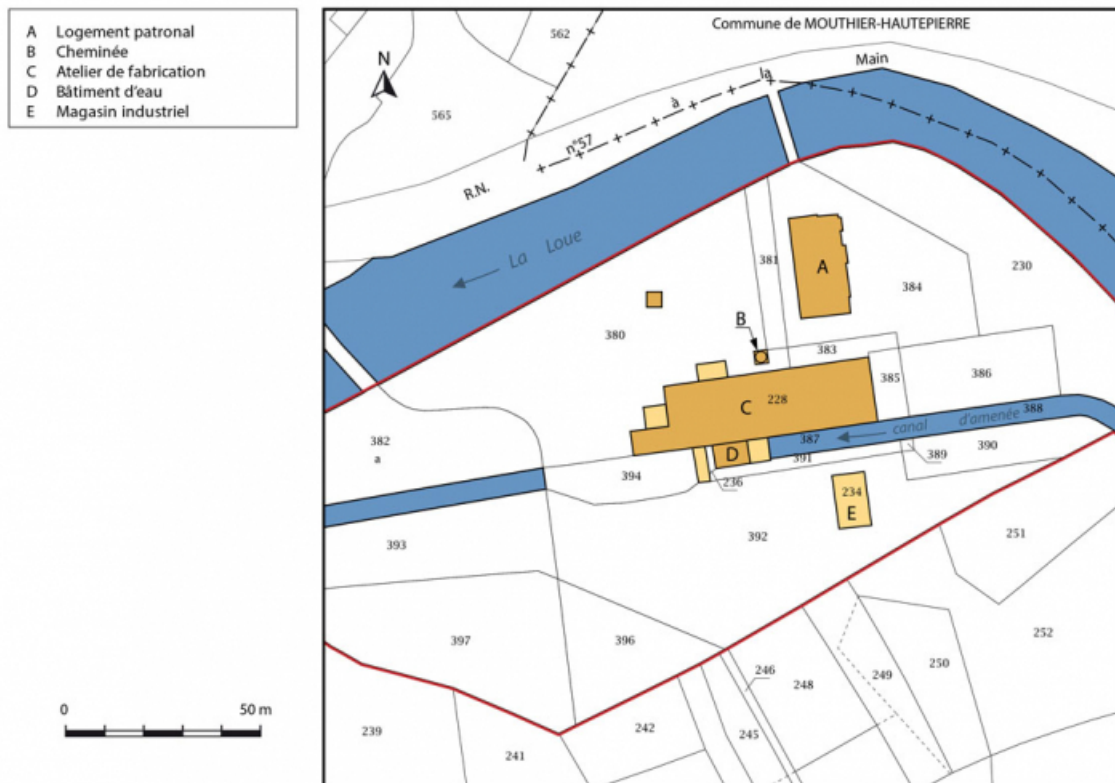 A Logement patronal
B Cheminée
C Atelier de fabrication
D Bâtiment d'eau
E Magasin industriel
Commune de MOUTHIER-HAUTEPIERRE
562
N
Main
la
à
565
n°57
R.N.
La Loue
381
A
230
384
380
B
383
385
386
228
C
388
canal d'amenée
387
382
a
D
391
389
390
394
236
234
E
251
392
393
397
396
252
246
248
249
250
239
242
245
241
0 50 m